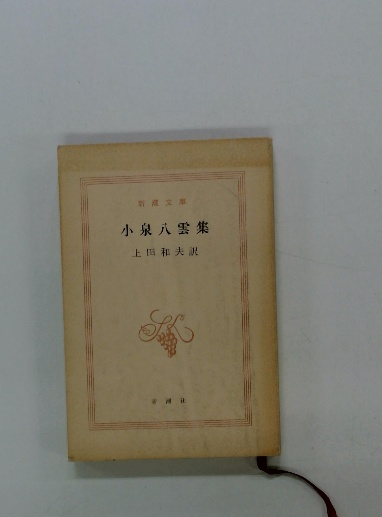 新潮文庫
小泉八雲集
上田和夫訳
新潮社